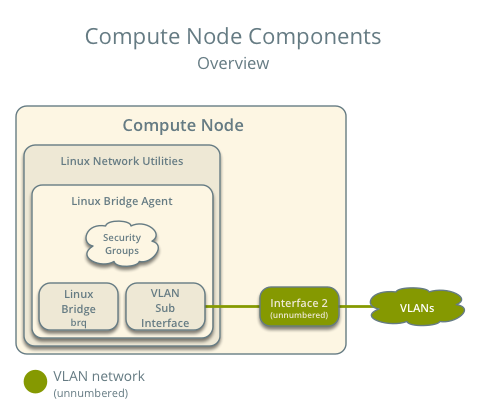 Compute Node Components
Overview
Compute Node
Linux Network Utilities
Linux Bridge Agent
Security
Groups
Linux
Bridge
brq
VLAN
Sub
Interface
Interface 2
(unnumbered)
VLANs
VLAN network
(unnumbered)